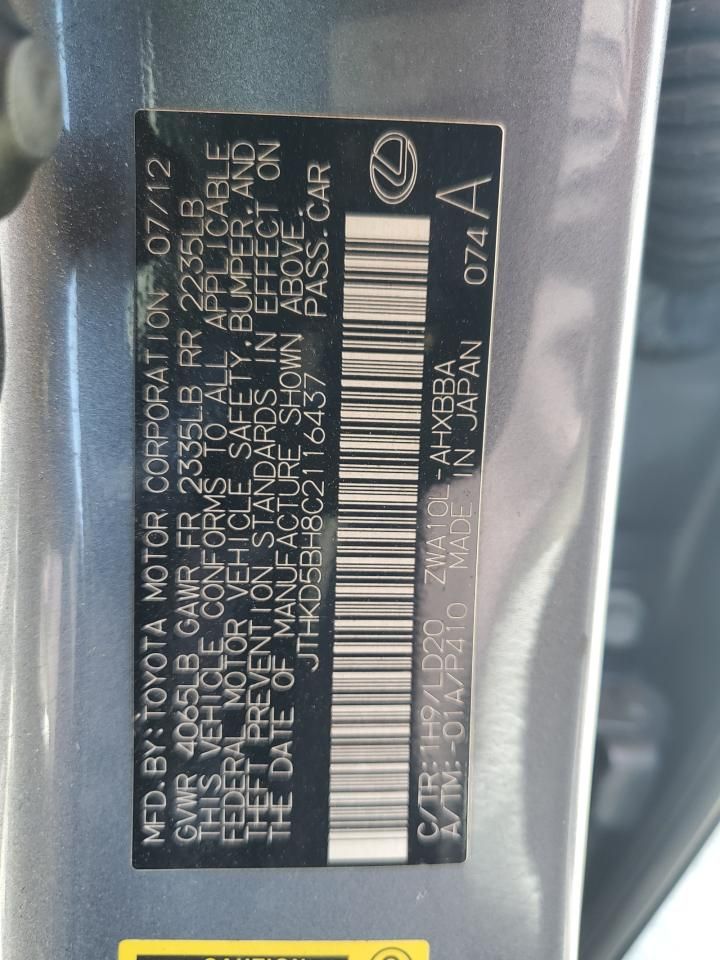 MFD. BY: TOYOTA MOTOR CORPORATION 07/12
GVWR 4065LB GAWR FR 2335LB RR 2235LB
THIS VEHICLE CONFORMS TO ALL APPLICABLE
FEDERAL MOTOR VEHICLE SAFETY, BUMPER, AND
THEFT PREVENTION STANDARDS IN EFFECT ON
THE DATE OF MANUFACTURE SHOWN ABOVE.
JTHKD5BH8C2116437 PASS. CAR
C/TR: 1H9/LD20 ZWA10L-AHXBBA
A/TM: -01A/P410 MADE IN JAPAN 074 A
CAUTION